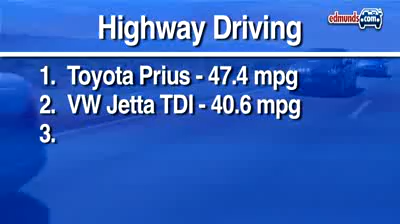 edmunds.com
Highway Driving
1. Toyota Prius - 47.4 mpg
2. VW Jetta TDI - 40.6 mpg
3.